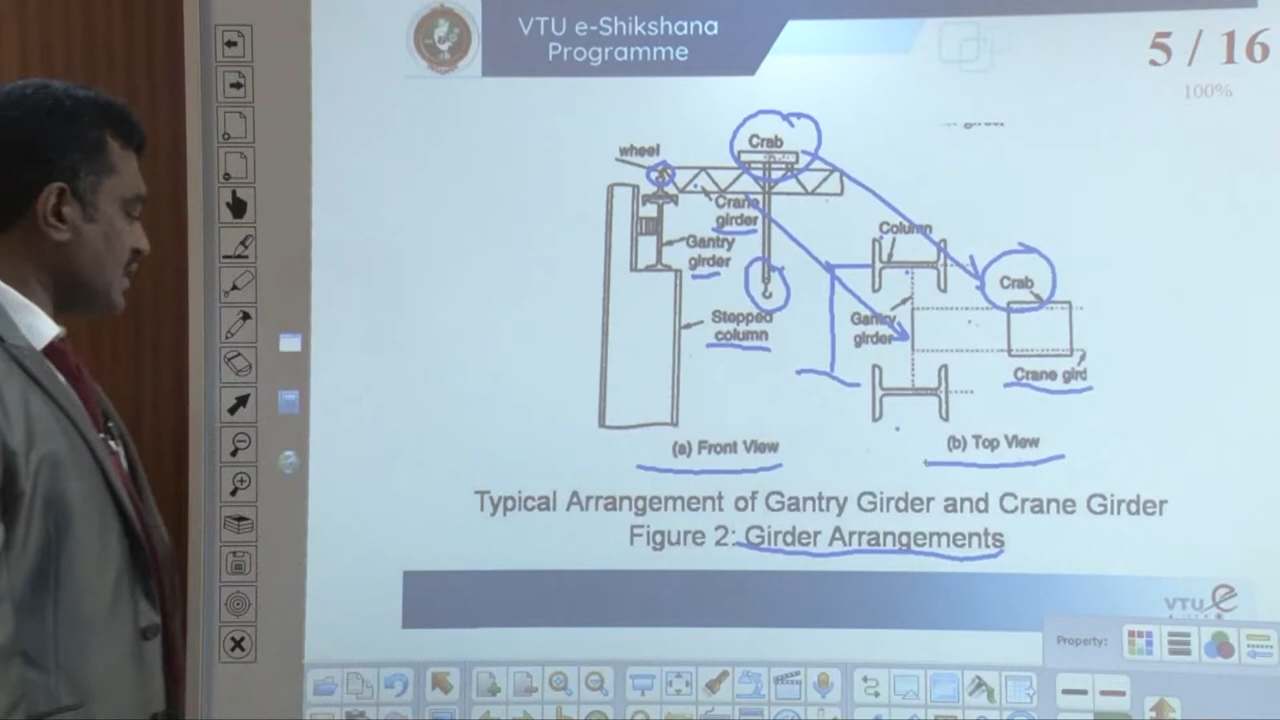 VTU e-Shikshana
Programme
5 / 16
100%
wheel
Crab
Crane
girder
Gantry
girder
Stepped
column
(a) Front View
Column
Gantry
girder
Crab
Crane gird
(b) Top View
Typical Arrangement of Gantry Girder and Crane Girder
Figure 2: Girder Arrangements
VTU e
Property: